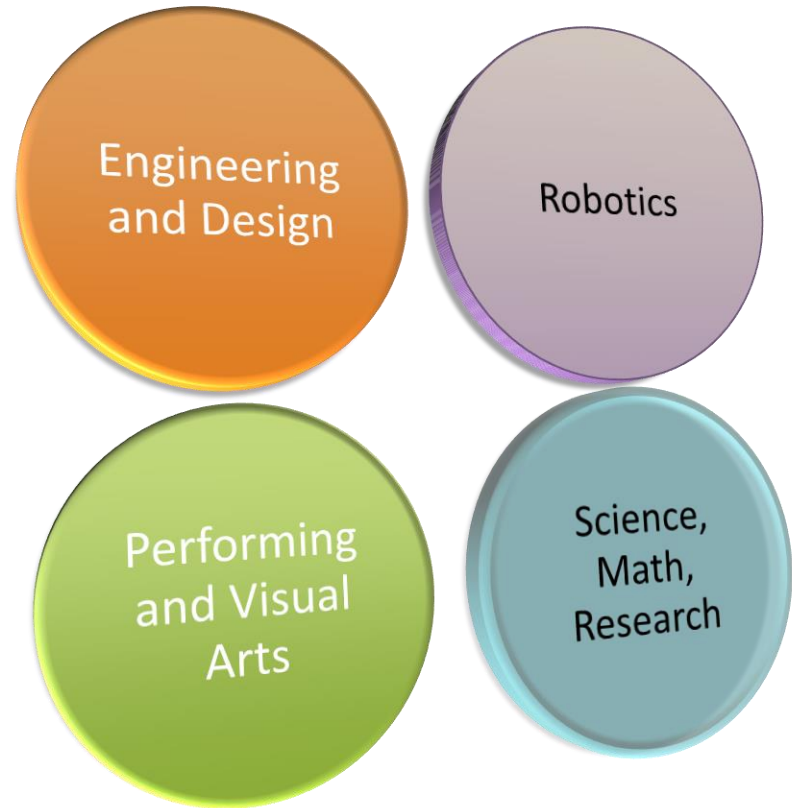 Engineering
and Design
Robotics
Performing
and Visual
Arts
Science,
Math,
Research